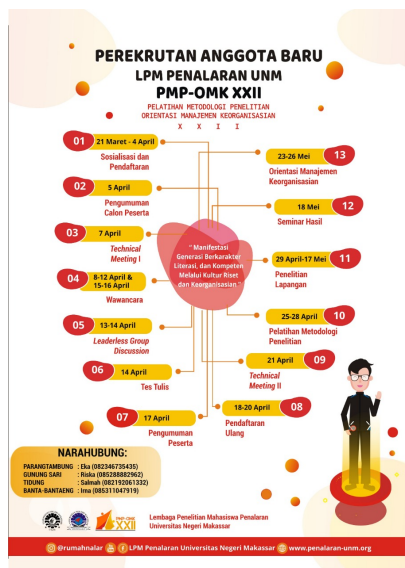 PEREKRUTAN ANGGOTA BARU
LPM PENALARAN UNM
PMP-OMK XXII
PELATIHAN METODOLOGI PENELITIAN
ORIENTASI MANAJEMEN KEORGANISASIAN
X X I I
01 21 Maret - 4 April
Sosialisasi dan
Pendaftaran
02 5 April
Pengumuman
Calon Peserta
03 7 April
Technical
Meeting I
04 8-12 April &
15-16 April
Wawancara
05 13-14 April
Leaderless Group
Discussion
06 14 April
Tes Tulis
07 17 April
Pengumuman
Peserta
18-20 April 08
Pendaftaran
Ulang
21 April 09
Technical
Meeting II
25-28 April 10
Pelatihan Metodologi
Penelitian
29 April-17 Mei 11
Penelitian
Lapangan
18 Mei 12
Seminar Hasil
23-26 Mei 13
Orientasi Manajemen
Keorganisasian
" Manifestasi
Generasi Berkarakter
Literasi, dan Kompeten
Melalui Kultur Riset
dan Keorganisasian "
NARAHUBUNG:
PARANGTAMBUNG : Eka (082346735435)
GUNUNG SARI : Riska (085288882962)
TIDUNG : Salmah (082192061332)
BANTA-BANTAENG : Irna (085311047919)
PMP-OMK
XXII
Lembaga Penelitian Mahasiswa Penalaran
Universitas Negeri Makassar
@rumahnalar LPM Penalaran Universitas Negeri Makassar www.penalaran-unm.org